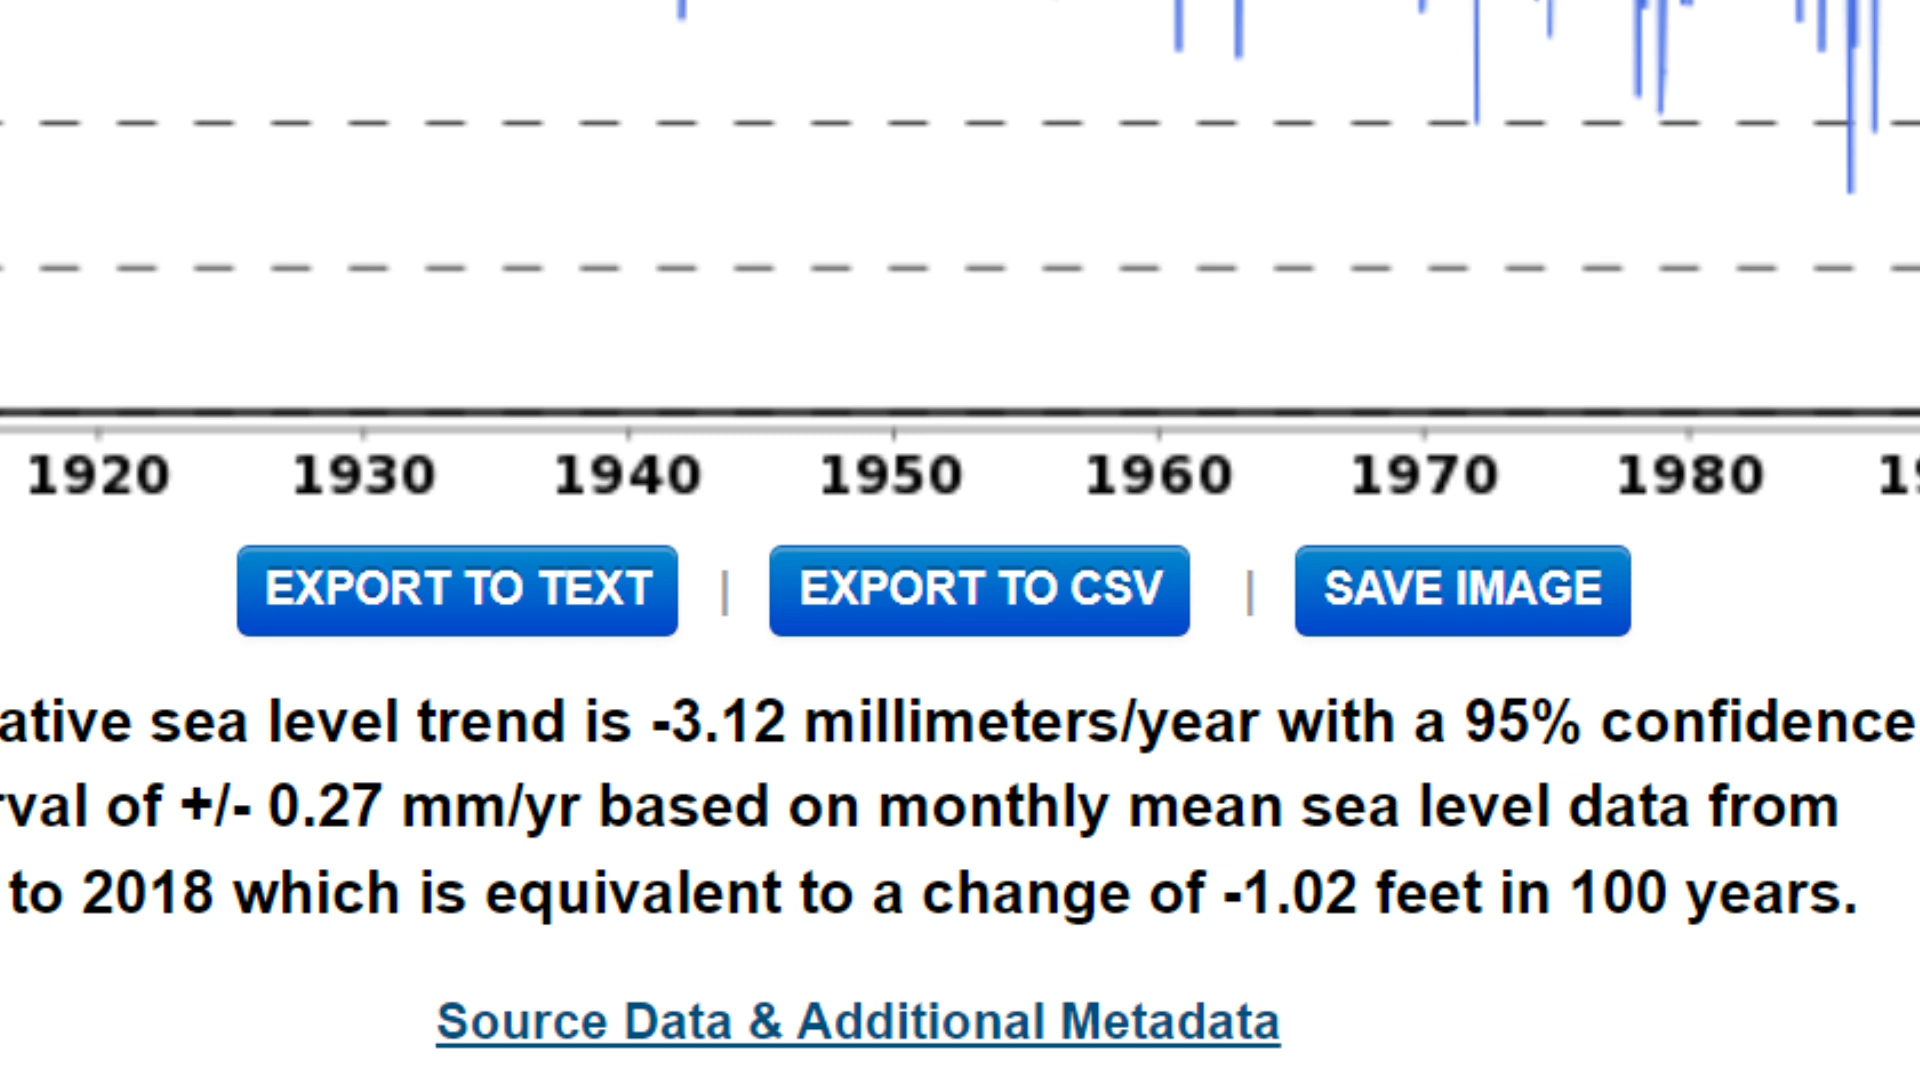 1920 1930 1940 1950 1960 1970 1980
EXPORT TO TEXT | EXPORT TO CSV | SAVE IMAGE
sea level trend is -3.12 millimeters/year with a 95% confidence
of +/- 0.27 mm/yr based on monthly mean sea level data from
to 2018 which is equivalent to a change of -1.02 feet in 100 years.
Source Data & Additional Metadata